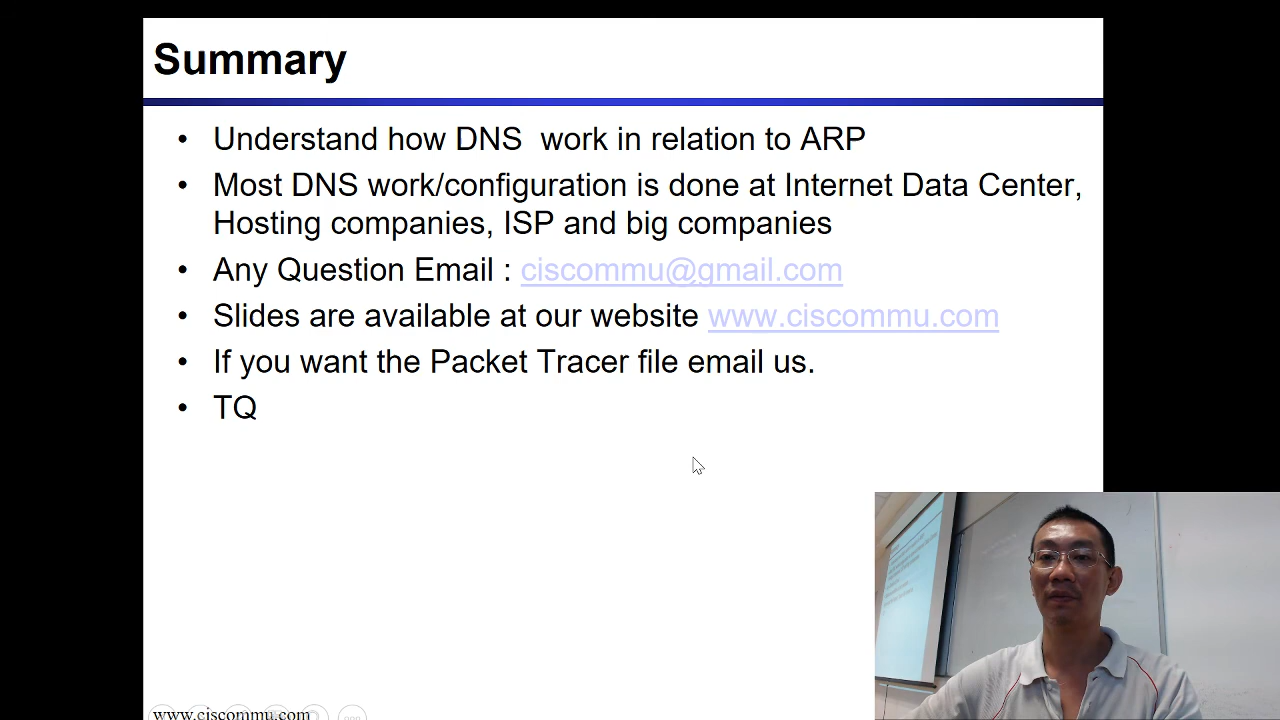 Summary
• Understand how DNS  work in relation to ARP
• Most DNS work/configuration is done at Internet Data Center,
Hosting companies, ISP and big companies
• Any Question Email : ciscommu@gmail.com
• Slides are available at our website www.ciscommu.com
• If you want the Packet Tracer file email us.
• TQ
www.ciscommu.com